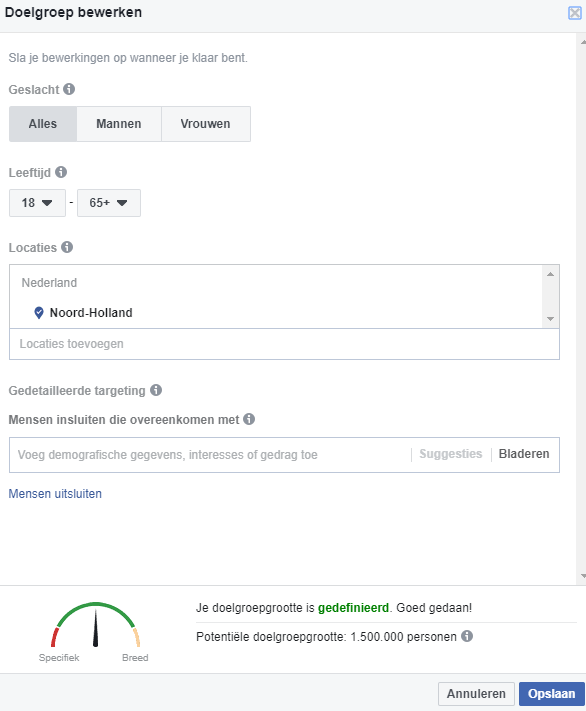 Doelgroep bewerken
Sla je bewerkingen op wanneer je klaar bent.
Geslacht
Alles Mannen Vrouwen
Leeftijd
18 - 65+
Locaties
Nederland
Noord-Holland
Locaties toevoegen
Gedetailleerde targeting
Mensen insluiten die overeenkomen met
Voeg demografische gegevens, interesses of gedrag toe Suggesties Bladeren
Mensen uitsluiten
Je doelgroepgrootte is gedefinieerd. Goed gedaan!
Potentiële doelgroepgrootte: 1.500.000 personen
Specifiek Breed
Annuleren Opslaan